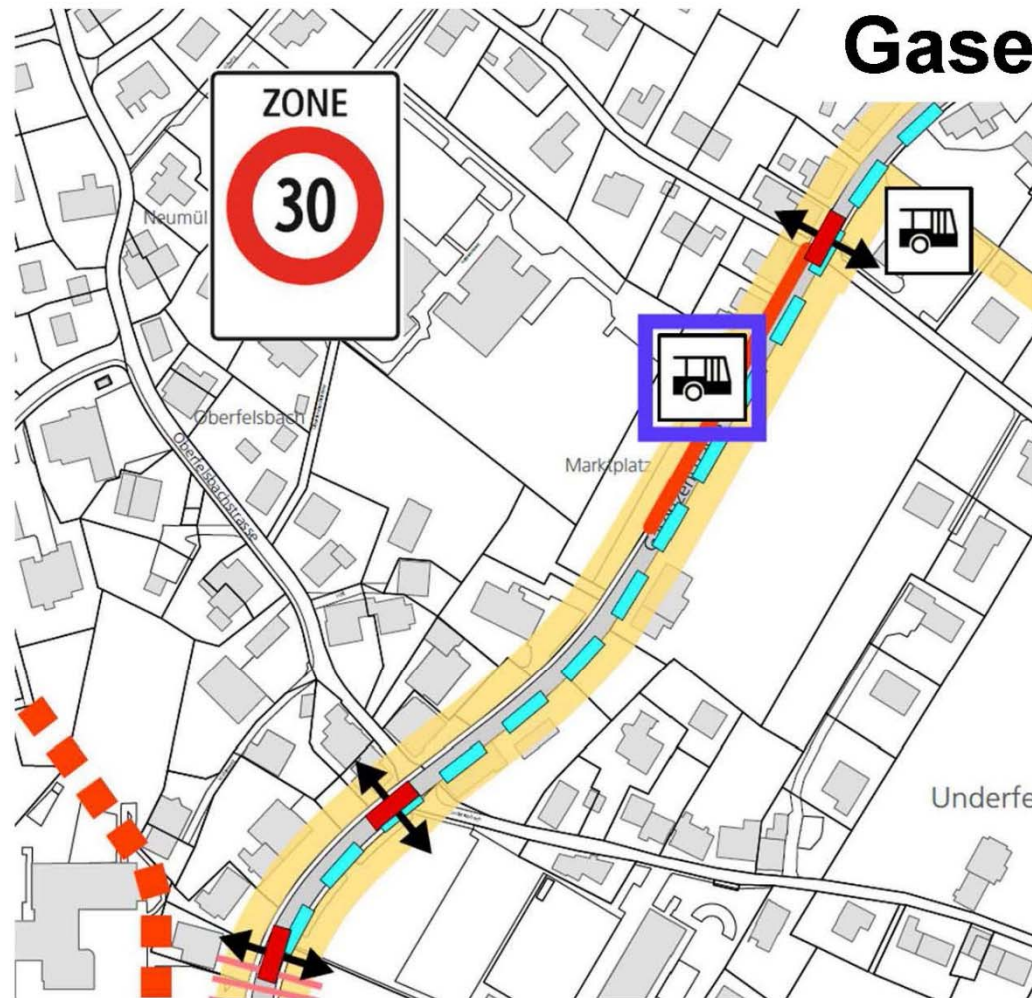 Gase
ZONE
30
Neumül
Oberfelsbach
Oberfelsbachstrasse
Marktplatz
Underfe